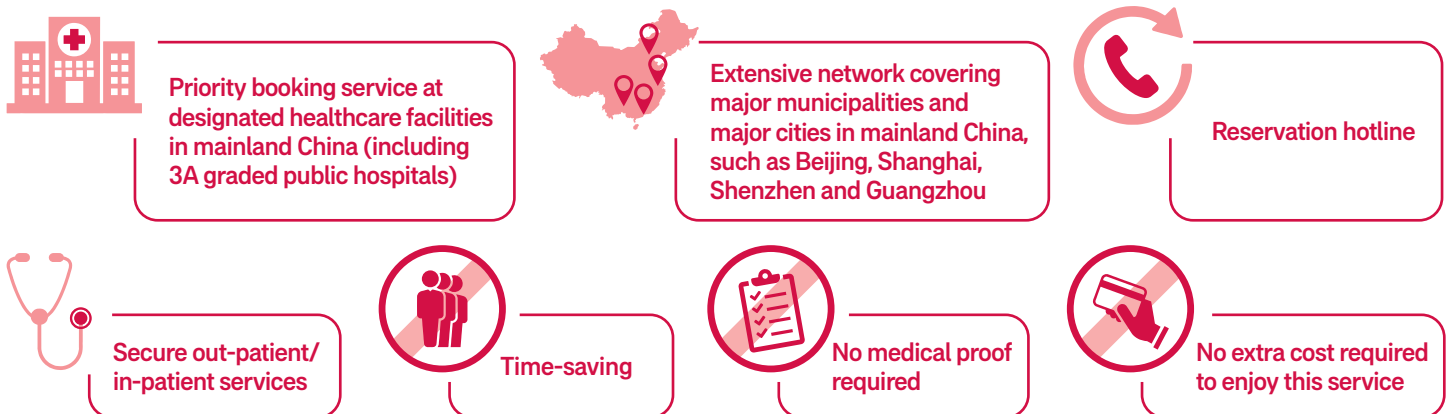 Priority booking service at
designated healthcare facilities
in mainland China (including
3A graded public hospitals)
Extensive network covering
major municipalities and
major cities in mainland China,
such as Beijing, Shanghai,
Shenzhen and Guangzhou
Reservation hotline
Secure out-patient/
in-patient services
Time-saving
No medical proof
required
No extra cost required
to enjoy this service